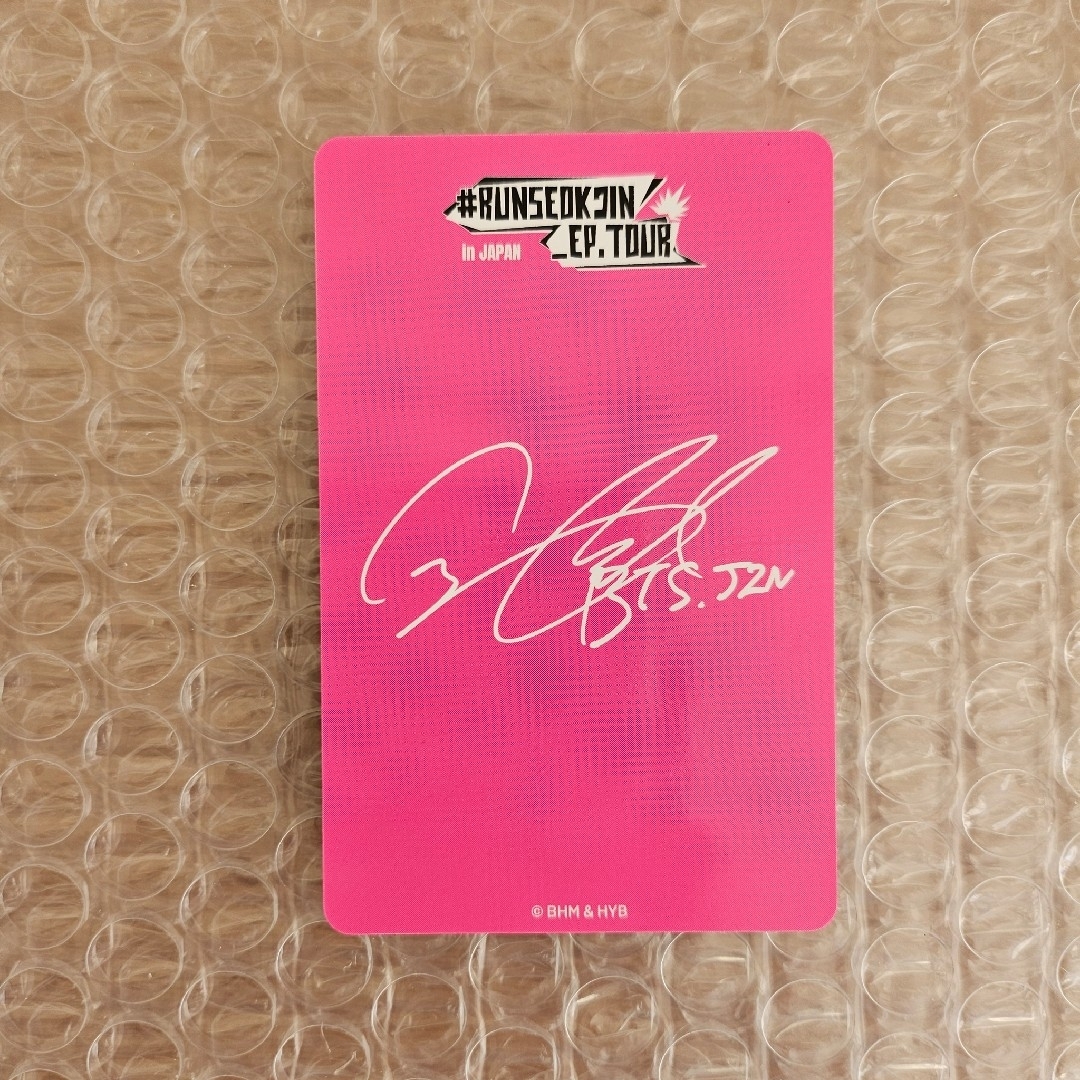 #RUNSEOKJIN
_EP.TOUR
in JAPAN
BTS.JIN
© BHM & HYB